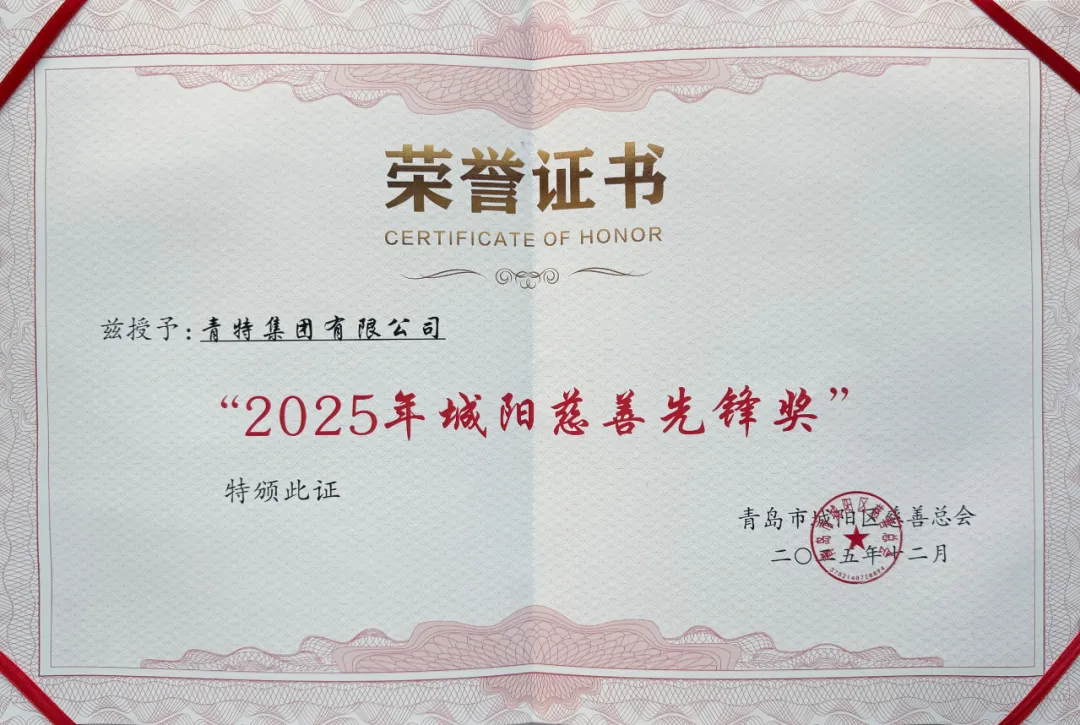 荣誉证书
CERTIFICATE OF HONOR
兹授予：青特集团有限公司
“2025年城阳慈善先锋奖”
特颁此证
青岛市城阳区慈善总会
二〇二五年十二月